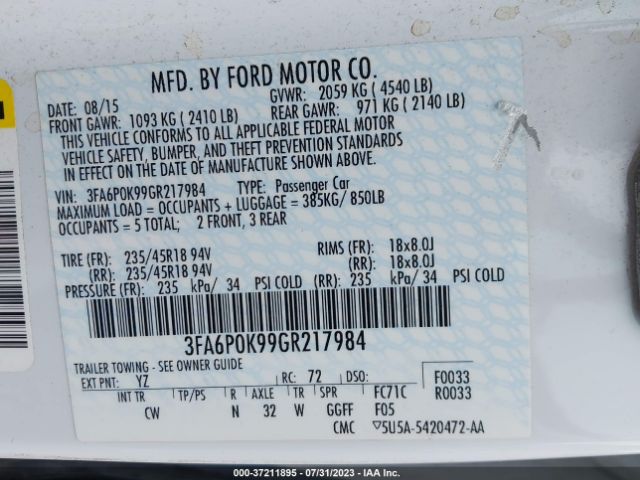 MFD. BY FORD MOTOR CO.
DATE: 08/15 GVWR: 2059 KG ( 4540 LB)
FRONT GAWR: 1093 KG ( 2410 LB) REAR GAWR: 971 KG ( 2140 LB)
THIS VEHICLE CONFORMS TO ALL APPLICABLE FEDERAL MOTOR
VEHICLE SAFETY, BUMPER, AND THEFT PREVENTION STANDARDS
IN EFFECT ON THE DATE OF MANUFACTURE SHOWN ABOVE.
VIN: 3FA6P0K99GR217984 TYPE: Passenger Car
MAXIMUM LOAD = OCCUPANTS + LUGGAGE = 385KG/ 850LB
OCCUPANTS = 5 TOTAL; 2 FRONT, 3 REAR
TIRE (FR): 235/45R18 94V RIMS (FR): 18x8.0J
(RR): 235/45R18 94V (RR): 18x8.0J
PRESSURE (FR): 235 kPa/ 34 PSI COLD (RR): 235 kPa/ 34 PSI COLD
3FA6P0K99GR217984
TRAILER TOWING - SEE OWNER GUIDE
EXT PNT: YZ RC: 72 DSO: F0033
INT TR TP/PS R AXLE TR SPR FC71C R0033
CW N 32 W GGFF F05
CMC ▽5U5A-5420472-AA
000-37211895 - 07/31/2023 - IAA Inc.